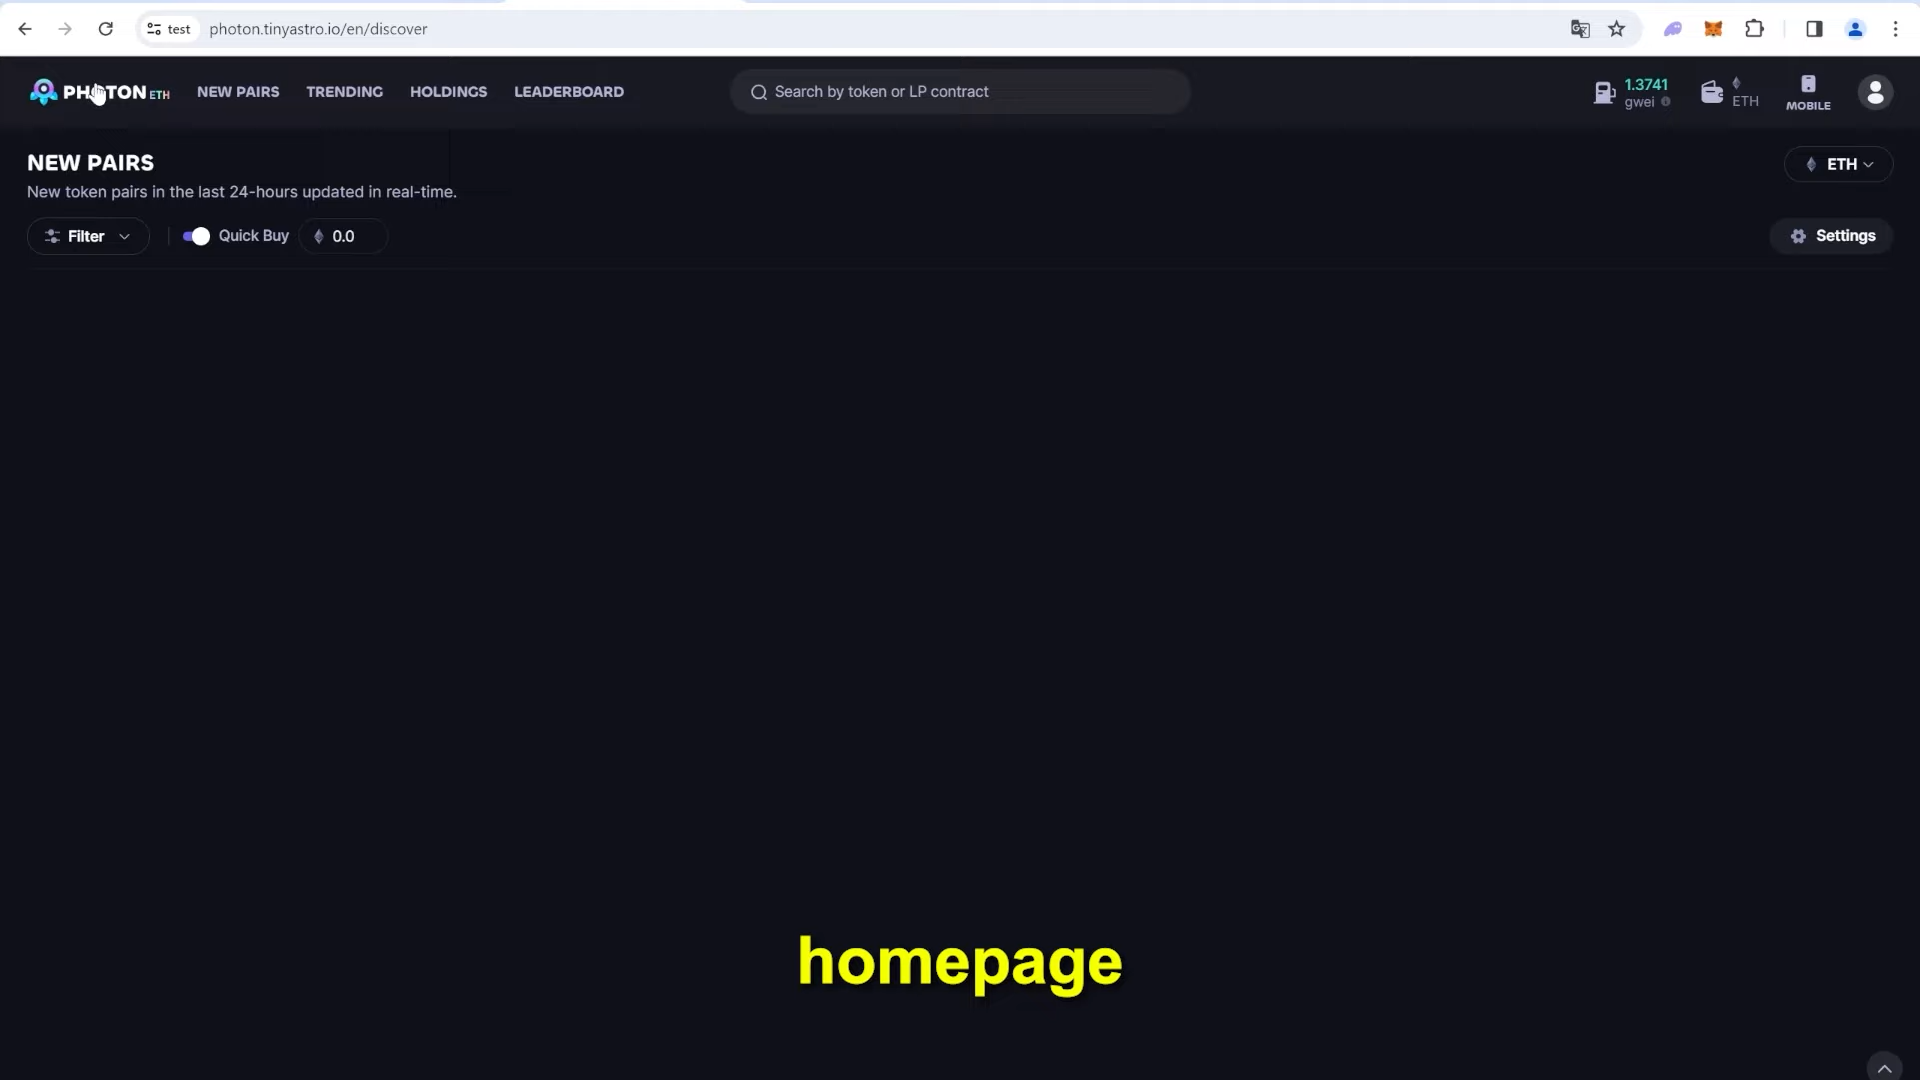 test photon.tinyastro.io/en/discover
PHOTON ETH NEW PAIRS TRENDING HOLDINGS LEADERBOARD Search by token or LP contract 1.3741 gwei ETH MOBILE
NEW PAIRS
ETH
New token pairs in the last 24-hours updated in real-time.
Filter Quick Buy 0.0 Settings
homepage